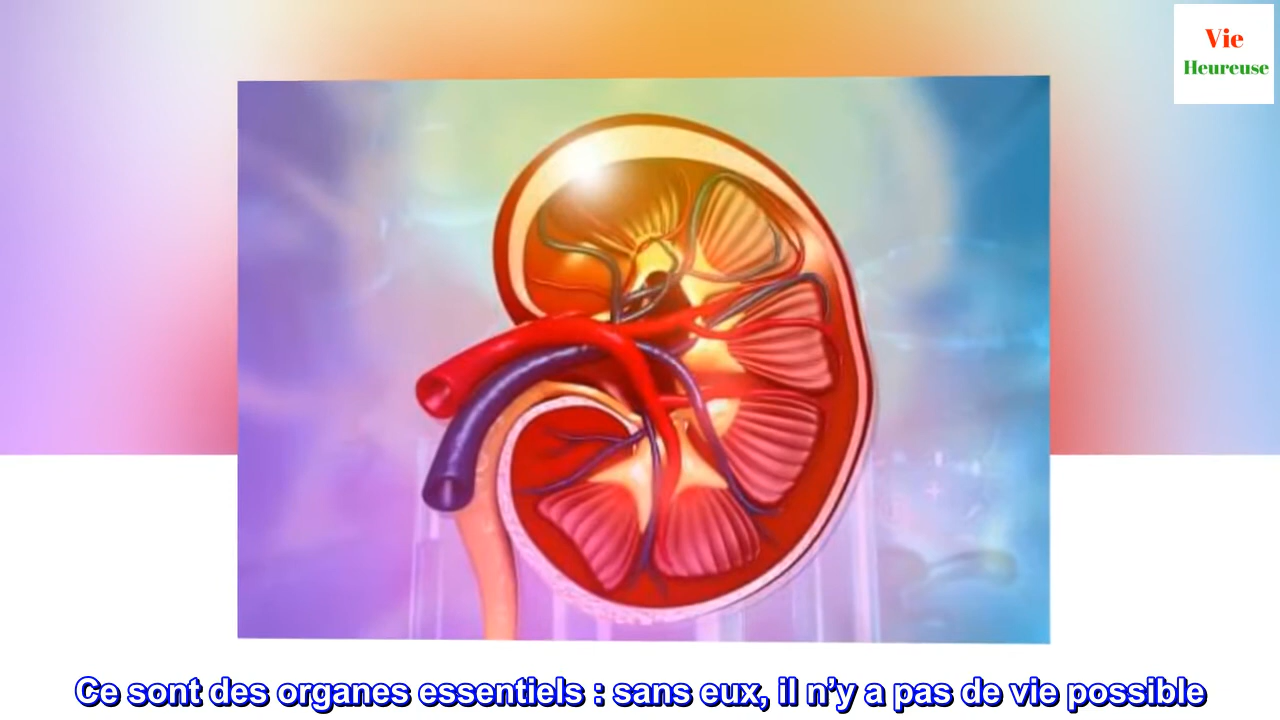 Vie
Heureuse
Ce sont des organes essentiels : sans eux, il n’y a pas de vie possible